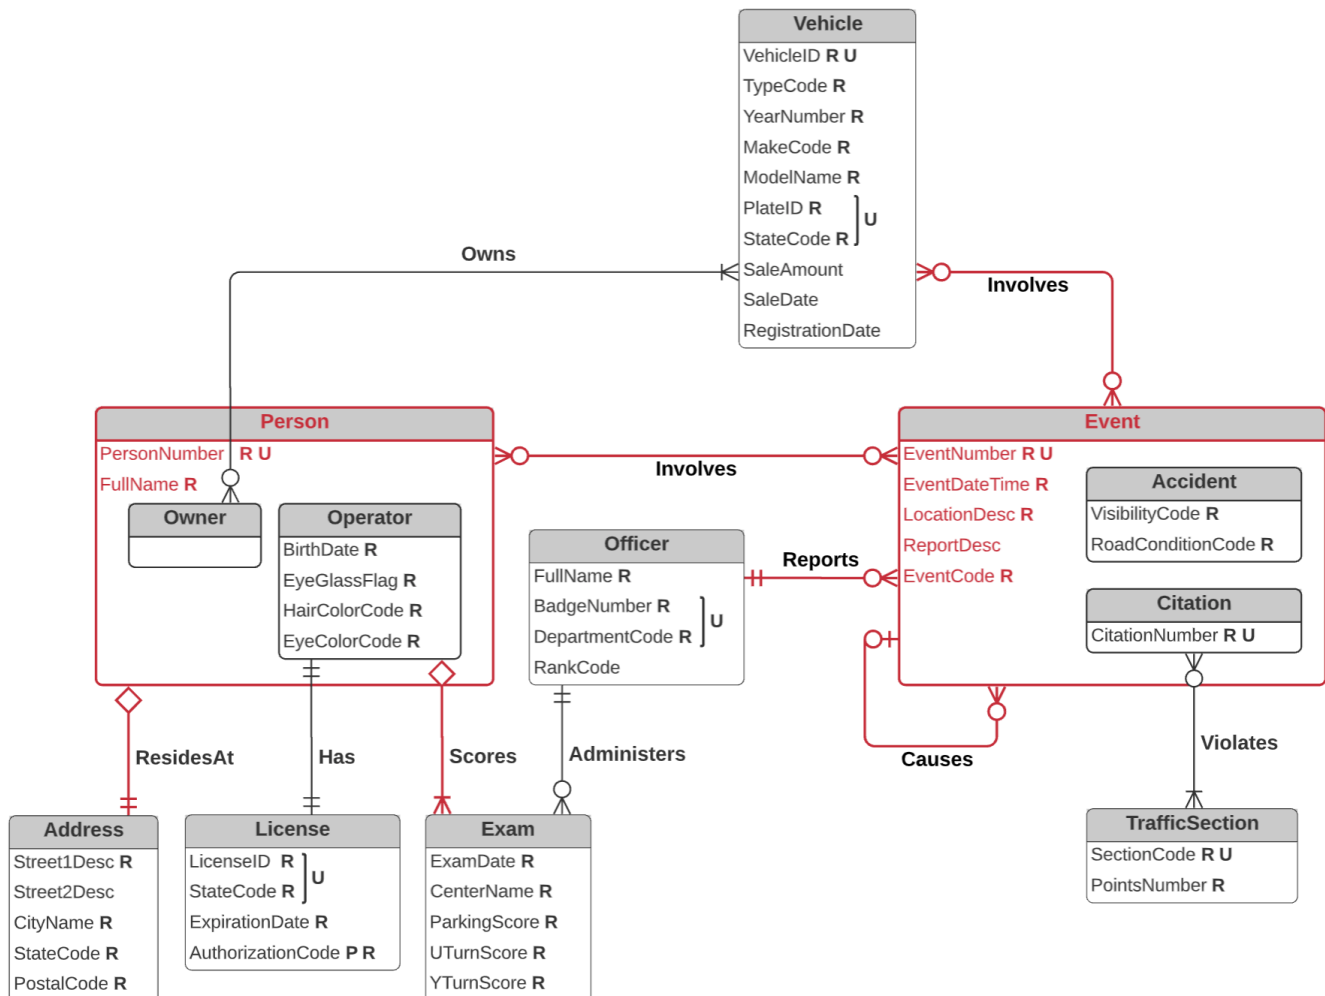 Vehicle
VehicleID R U
TypeCode R
YearNumber R
MakeCode R
ModelName R
PlateID R
U
StateCode R
SaleAmount
SaleDate
RegistrationDate
Owns
Involves
Person
PersonNumber R U
FullName R
Owner
Operator
BirthDate R
EyeGlassFlag R
HairColorCode R
EyeColorCode R
Involves
Event
EventNumber R U
EventDateTime R
LocationDesc R
ReportDesc
EventCode R
Accident
VisibilityCode R
RoadConditionCode R
Citation
CitationNumber R U
Officer
FullName R
BadgeNumber R
U
DepartmentCode R
RankCode
Reports
ResidesAt
Has
Scores
Administers
Causes
Violates
Address
Street1Desc R
Street2Desc
CityName R
StateCode R
PostalCode R
License
LicenseID R
U
StateCode R
ExpirationDate R
AuthorizationCode P R
Exam
ExamDate R
CenterName R
ParkingScore R
UTurnScore R
YTurnScore R
TrafficSection
SectionCode R U
PointsNumber R